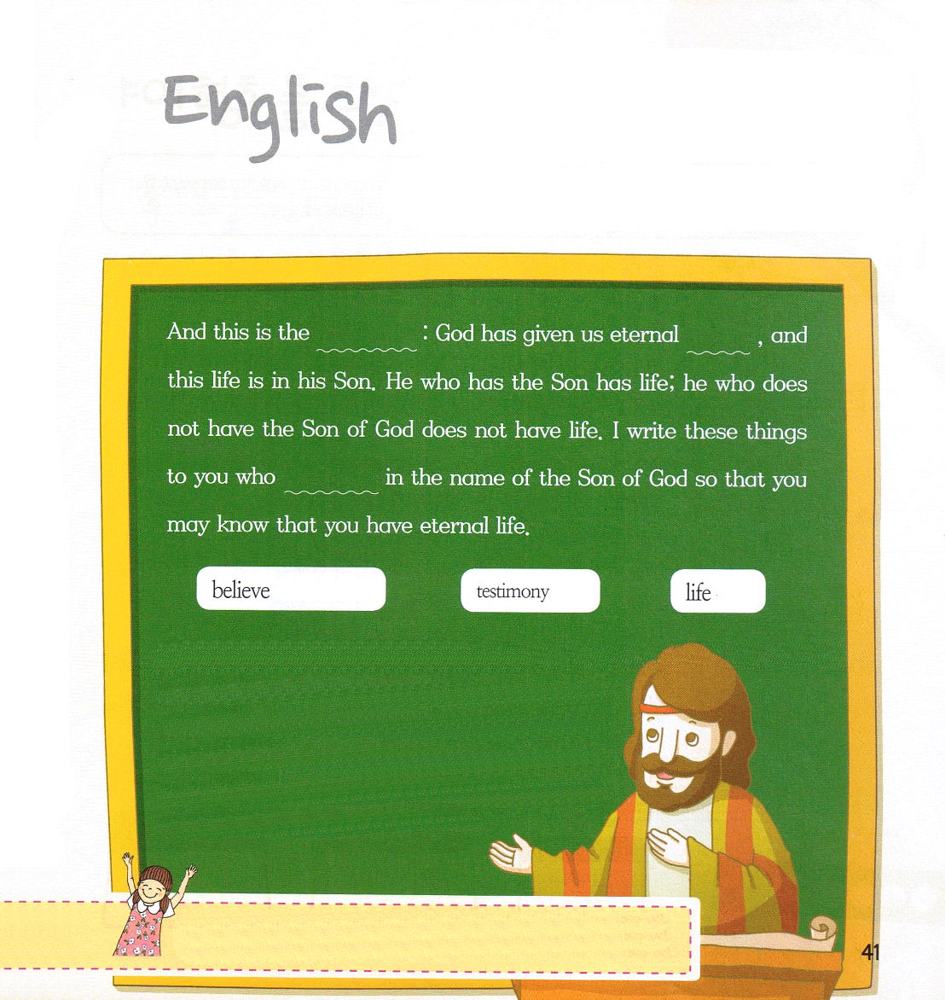 English
And this is the : God has given us eternal , and
this life is in his Son. He who has the Son has life; he who does
not have the Son of God does not have life. I write these things
to you who in the name of the Son of God so that you
may know that you have eternal life.
believe testimony life
41